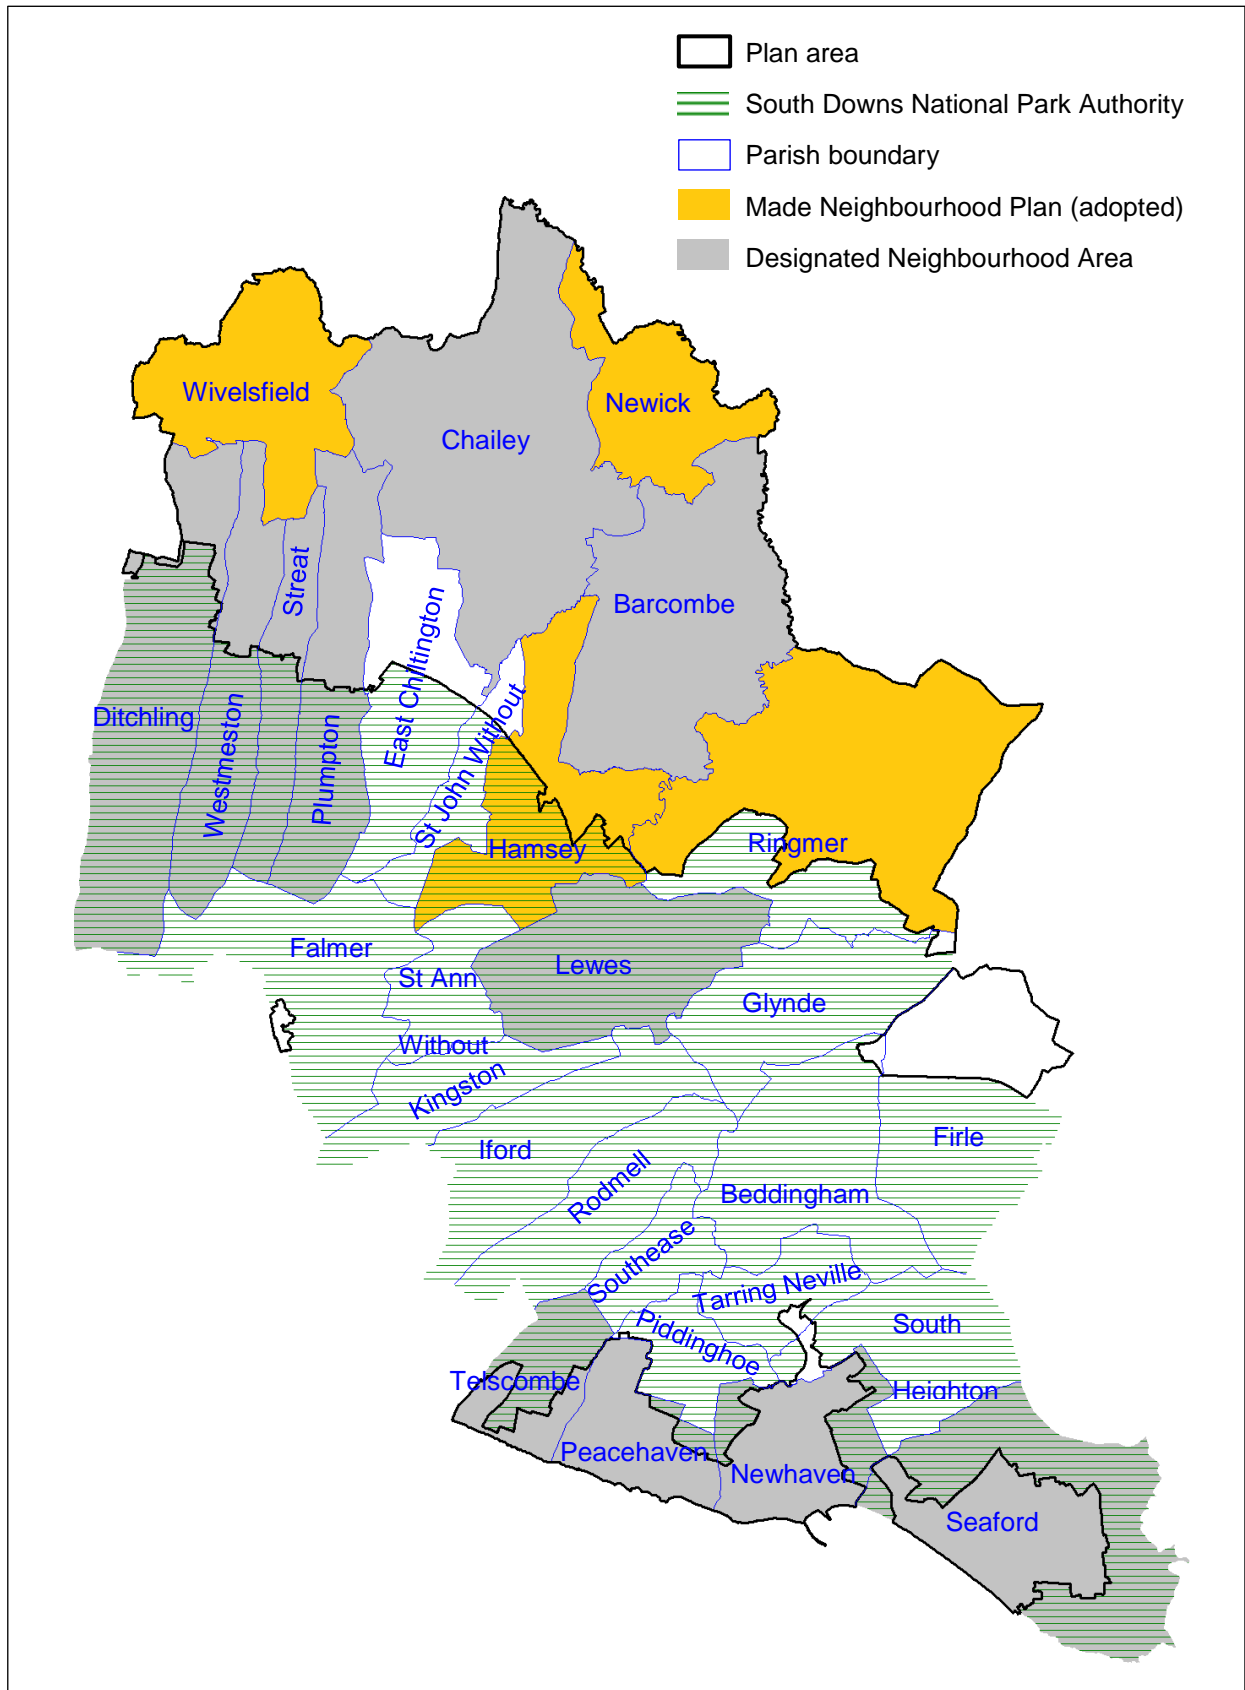 Plan area
South Downs National Park Authority
Parish boundary
Made Neighbourhood Plan (adopted)
Designated Neighbourhood Area
Wivelsfield
Newick
Chailey
Streat
Barcombe
East Chiltington
Ditchling
Westmeston
Plumpton
St John Without
Hamsey
Ringmer
Falmer
St Ann
Without
Lewes
Glynde
Kingston
Iford
Firle
Rodmell
Beddingham
Southease
Tarring Neville
Piddinghoe
South
Heighton
Telscombe
Peacehaven
Newhaven
Seaford